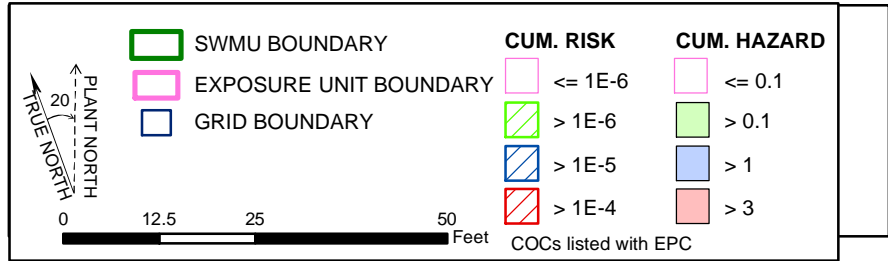 SWMU BOUNDARY
EXPOSURE UNIT BOUNDARY
GRID BOUNDARY
TRUE NORTH
20
PLANT NORTH
0 12.5 25 50
Feet
CUM. RISK
<= 1E-6
> 1E-6
> 1E-5
> 1E-4
CUM. HAZARD
<= 0.1
> 0.1
> 1
> 3
COCs listed with EPC